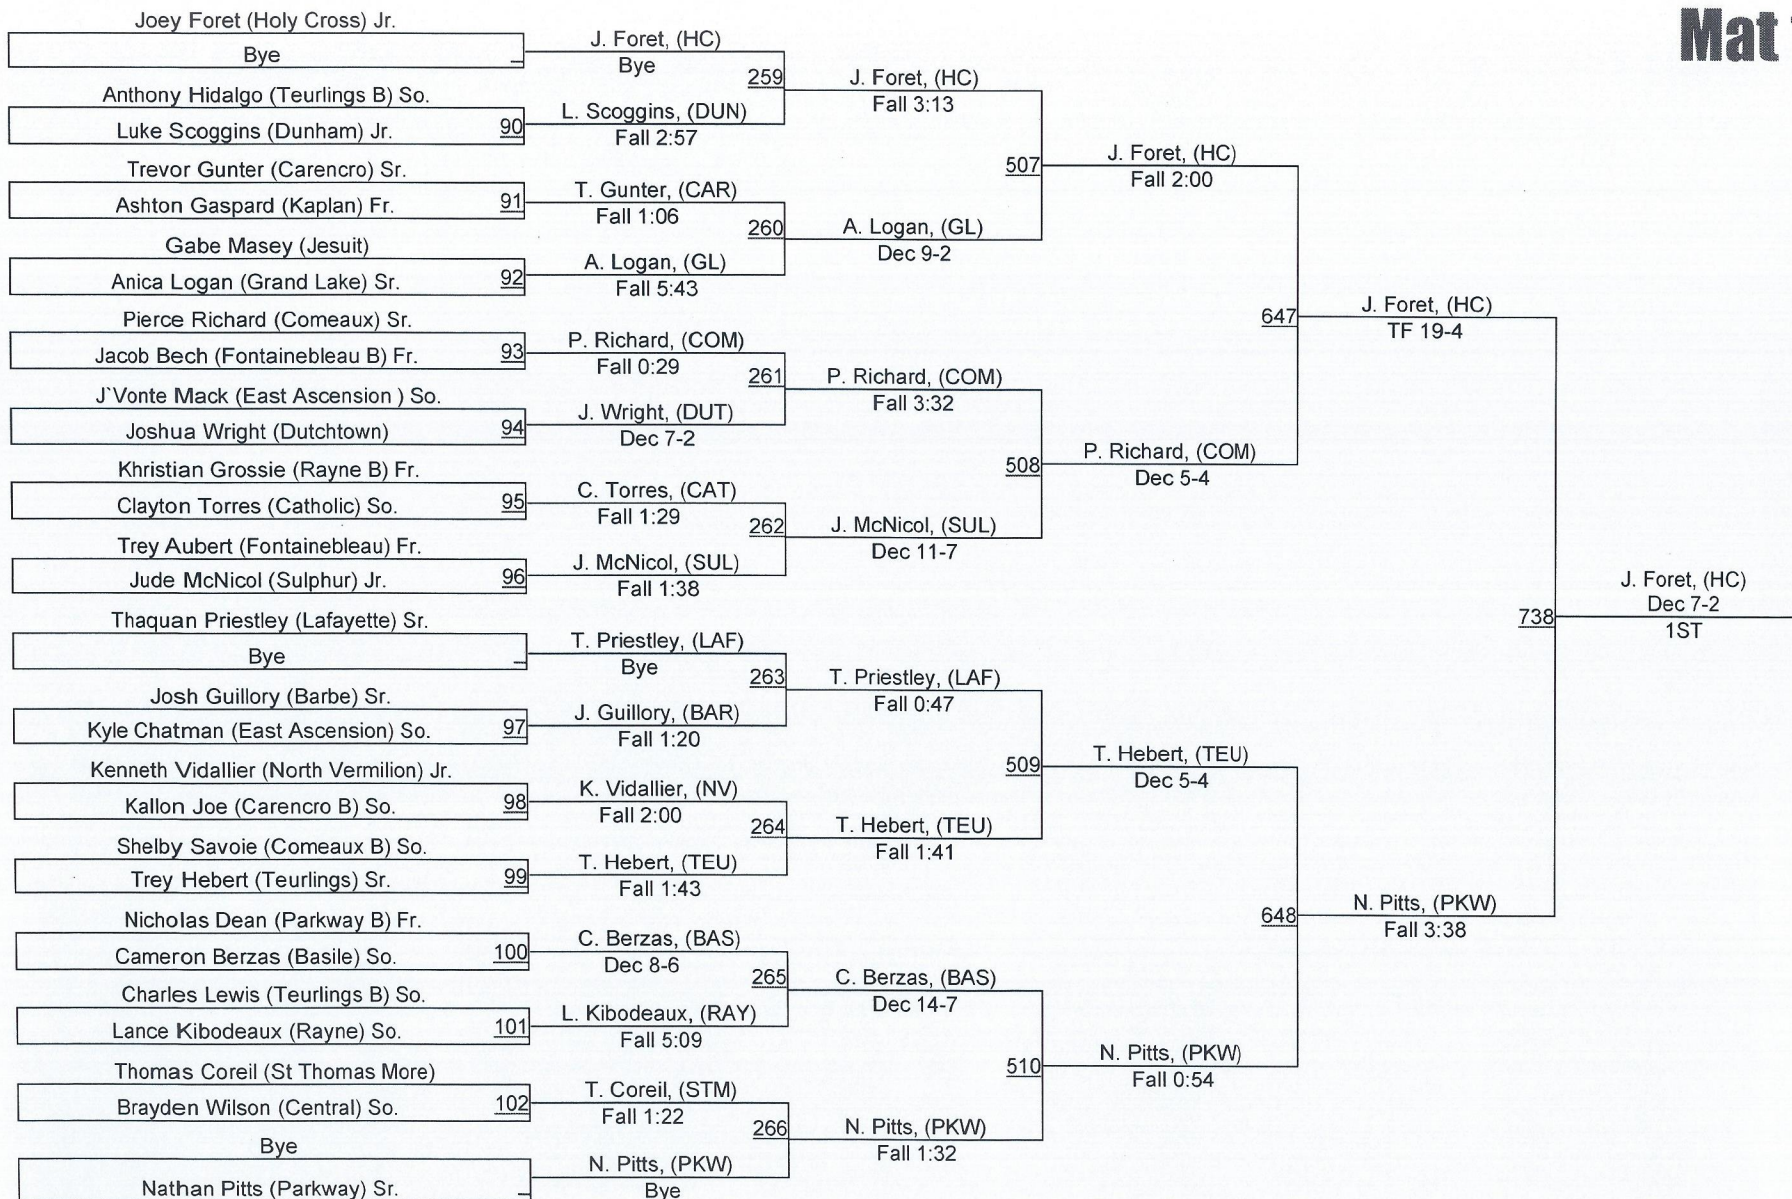 Mat
Joey Foret (Holy Cross) Jr.
Bye
Anthony Hidalgo (Teurlings B) So.
Luke Scoggins (Dunham) Jr.
90
Trevor Gunter (Carencro) Sr.
Ashton Gaspard (Kaplan) Fr.
91
Gabe Masey (Jesuit)
Anica Logan (Grand Lake) Sr.
92
Pierce Richard (Comeaux) Sr.
Jacob Bech (Fontainebleau B) Fr.
93
J`Vonte Mack (East Ascension ) So.
Joshua Wright (Dutchtown)
94
Khristian Grossie (Rayne B) Fr.
Clayton Torres (Catholic) So.
95
Trey Aubert (Fontainebleau) Fr.
Jude McNicol (Sulphur) Jr.
96
Thaquan Priestley (Lafayette) Sr.
Bye
Josh Guillory (Barbe) Sr.
Kyle Chatman (East Ascension) So.
97
Kenneth Vidallier (North Vermilion) Jr.
Kallon Joe (Carencro B) So.
98
Shelby Savoie (Comeaux B) So.
Trey Hebert (Teurlings) Sr.
99
Nicholas Dean (Parkway B) Fr.
Cameron Berzas (Basile) So.
100
Charles Lewis (Teurlings B) So.
Lance Kibodeaux (Rayne) So.
101
Thomas Coreil (St Thomas More)
Brayden Wilson (Central) So.
102
Bye
Nathan Pitts (Parkway) Sr.
J. Foret, (HC)
Bye
259
L. Scoggins, (DUN)
Fall 2:57
T. Gunter, (CAR)
Fall 1:06
260
A. Logan, (GL)
Fall 5:43
P. Richard, (COM)
Fall 0:29
261
J. Wright, (DUT)
Dec 7-2
C. Torres, (CAT)
Fall 1:29
262
J. McNicol, (SUL)
Fall 1:38
T. Priestley, (LAF)
Bye
263
J. Guillory, (BAR)
Fall 1:20
K. Vidallier, (NV)
Fall 2:00
264
T. Hebert, (TEU)
Fall 1:43
C. Berzas, (BAS)
Dec 8-6
265
L. Kibodeaux, (RAY)
Fall 5:09
T. Coreil, (STM)
Fall 1:22
266
N. Pitts, (PKW)
Bye
J. Foret, (HC)
Fall 3:13
507
A. Logan, (GL)
Dec 9-2
P. Richard, (COM)
Fall 3:32
508
J. McNicol, (SUL)
Dec 11-7
T. Priestley, (LAF)
Fall 0:47
509
T. Hebert, (TEU)
Fall 1:41
C. Berzas, (BAS)
Dec 14-7
510
N. Pitts, (PKW)
Fall 1:32
J. Foret, (HC)
Fall 2:00
647
P. Richard, (COM)
Dec 5-4
T. Hebert, (TEU)
Dec 5-4
648
N. Pitts, (PKW)
Fall 0:54
J. Foret, (HC)
TF 19-4
738
N. Pitts, (PKW)
Fall 3:38
J. Foret, (HC)
Dec 7-2
1ST